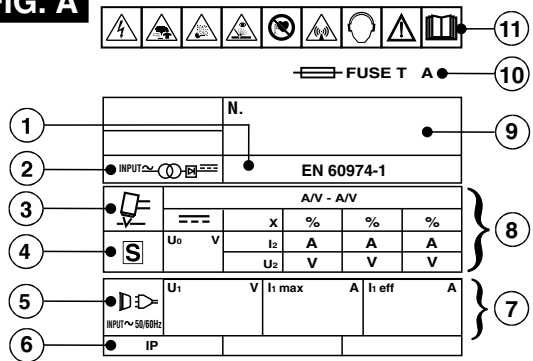 FIG. A
11
FUSE T A
10
N.
1
9
2
INPUT
EN 60974-1
3
A/V - A/V
X % % %
8
4
S
U0 V
I2 A A A
U2 V V V
5
U1 V I1 max A I1 eff A
7
INPUT ~ 50/60Hz
6
IP